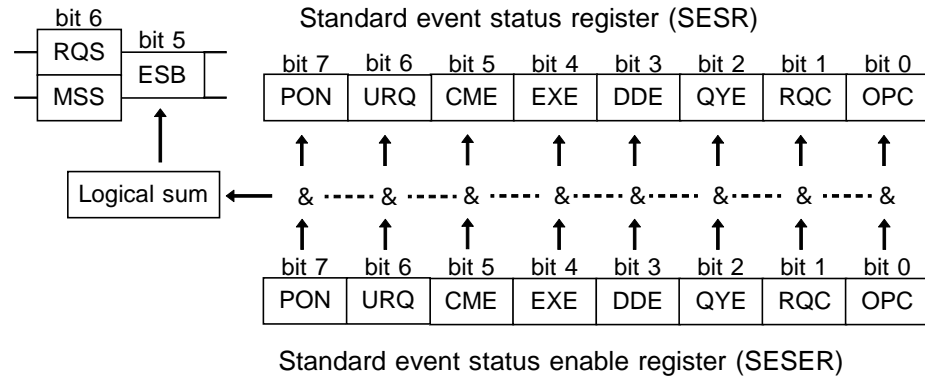 Standard event status register (SESR)
bit 6
bit 5
RQS
MSS
ESB
bit 7 bit 6 bit 5 bit 4 bit 3 bit 2 bit 1 bit 0
PON URQ CME EXE DDE QYE RQC OPC
Logical sum
& & & & & & & &
bit 7 bit 6 bit 5 bit 4 bit 3 bit 2 bit 1 bit 0
PON URQ CME EXE DDE QYE RQC OPC
Standard event status enable register (SESER)